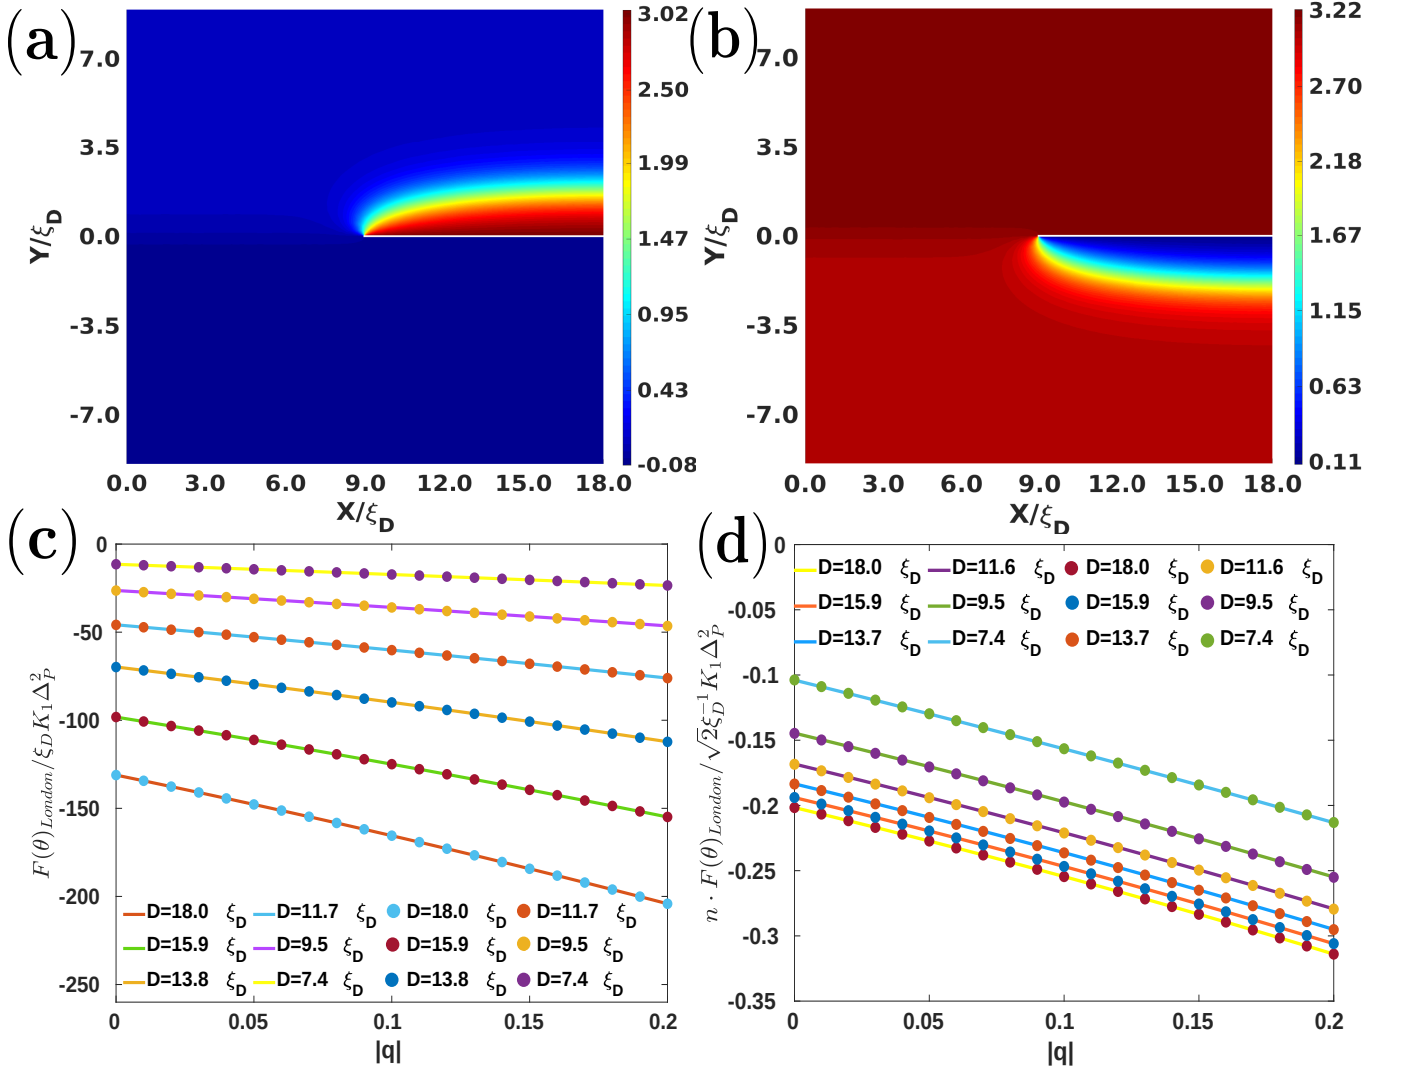 (a)
7.0
3.5
0.0
-3.5
-7.0
Y/ξD
0.0 3.0 6.0 9.0 12.0 15.0 18.0
X/ξD
3.02
2.50
1.99
1.47
0.95
0.43
-0.08
(b)
7.0
3.5
0.0
-3.5
-7.0
Y/ξD
0.0 3.0 6.0 9.0 12.0 15.0 18.0
X/ξD
3.22
2.70
2.18
1.67
1.15
0.63
0.11
(c)
0
-50
-100
-150
-200
-250
F(θ)London/ξDK1Δ²P
D=18.0 ξD D=11.7 ξD D=18.0 ξD D=11.7 ξD
D=15.9 ξD D=9.5 ξD D=15.9 ξD D=9.5 ξD
D=13.8 ξD D=7.4 ξD D=13.8 ξD D=7.4 ξD
0 0.05 0.1 0.15 0.2
|q|
(d)
0
-0.05
-0.1
-0.15
-0.2
-0.25
-0.3
-0.35
n · F(θ)London/√2ξD⁻¹K1Δ²P
D=18.0 ξD D=11.6 ξD D=18.0 ξD D=11.6 ξD
D=15.9 ξD D=9.5 ξD D=15.9 ξD D=9.5 ξD
D=13.7 ξD D=7.4 ξD D=13.7 ξD D=7.4 ξD
0 0.05 0.1 0.15 0.2
|q|